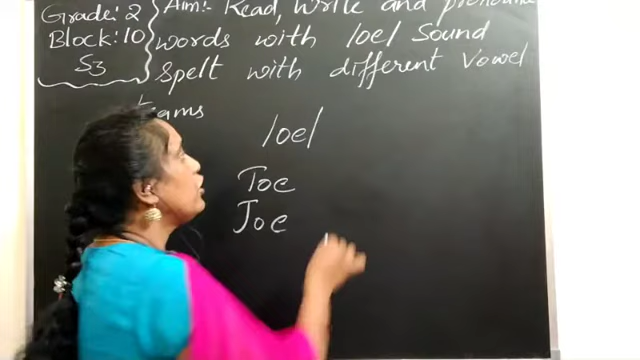 Grade: 2
Block: 10
S3
Aim:- Read, Write and pronounce
words with /oe/ Sound
Spelt with different Vowel
teams
/oe/
Toe
Joe